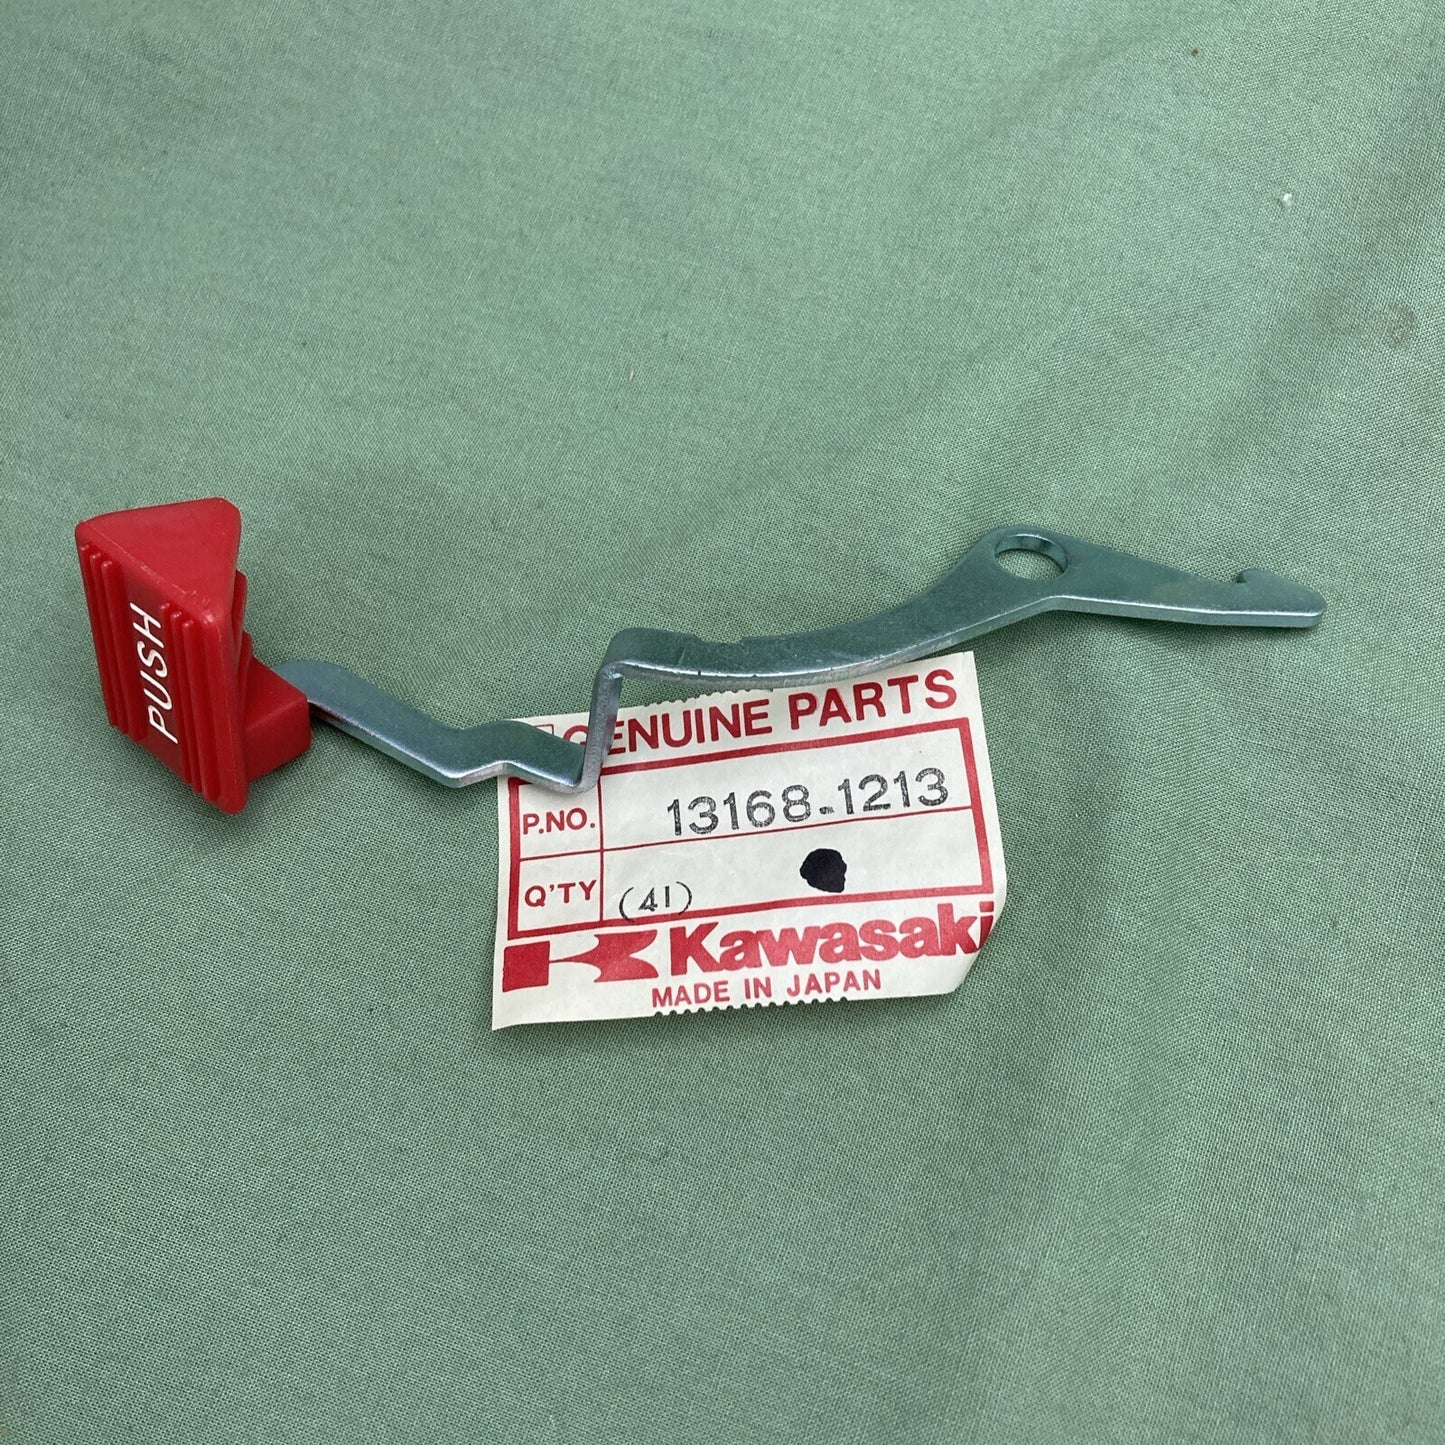 PUSH
GENUINE PARTS
P.NO. 13168-1213
Q'TY (41)
Kawasaki
MADE IN JAPAN